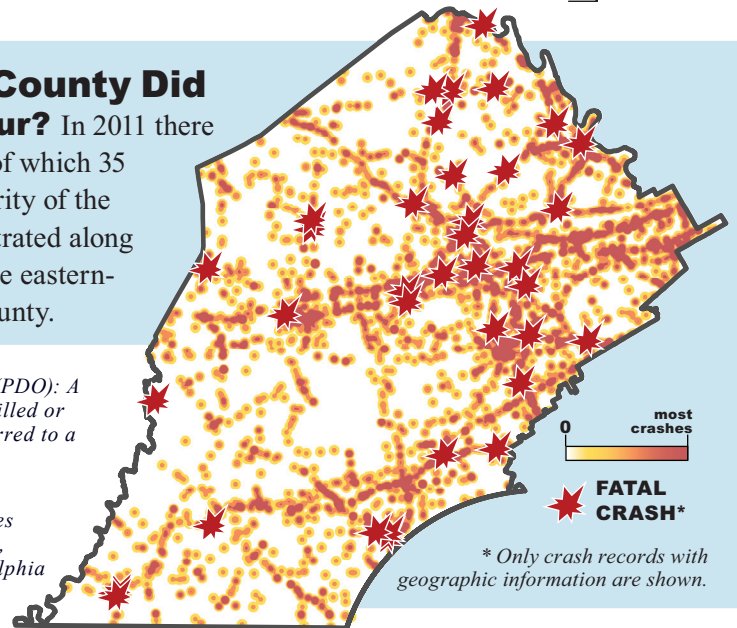 County Did
ur? In 2011 there
of which 35
rity of the
trated along
e eastern-
unty.
(PDO): A
illed or
rred to a
es
lphia
0
most
crashes
FATAL
CRASH*
* Only crash records with
geographic information are shown.